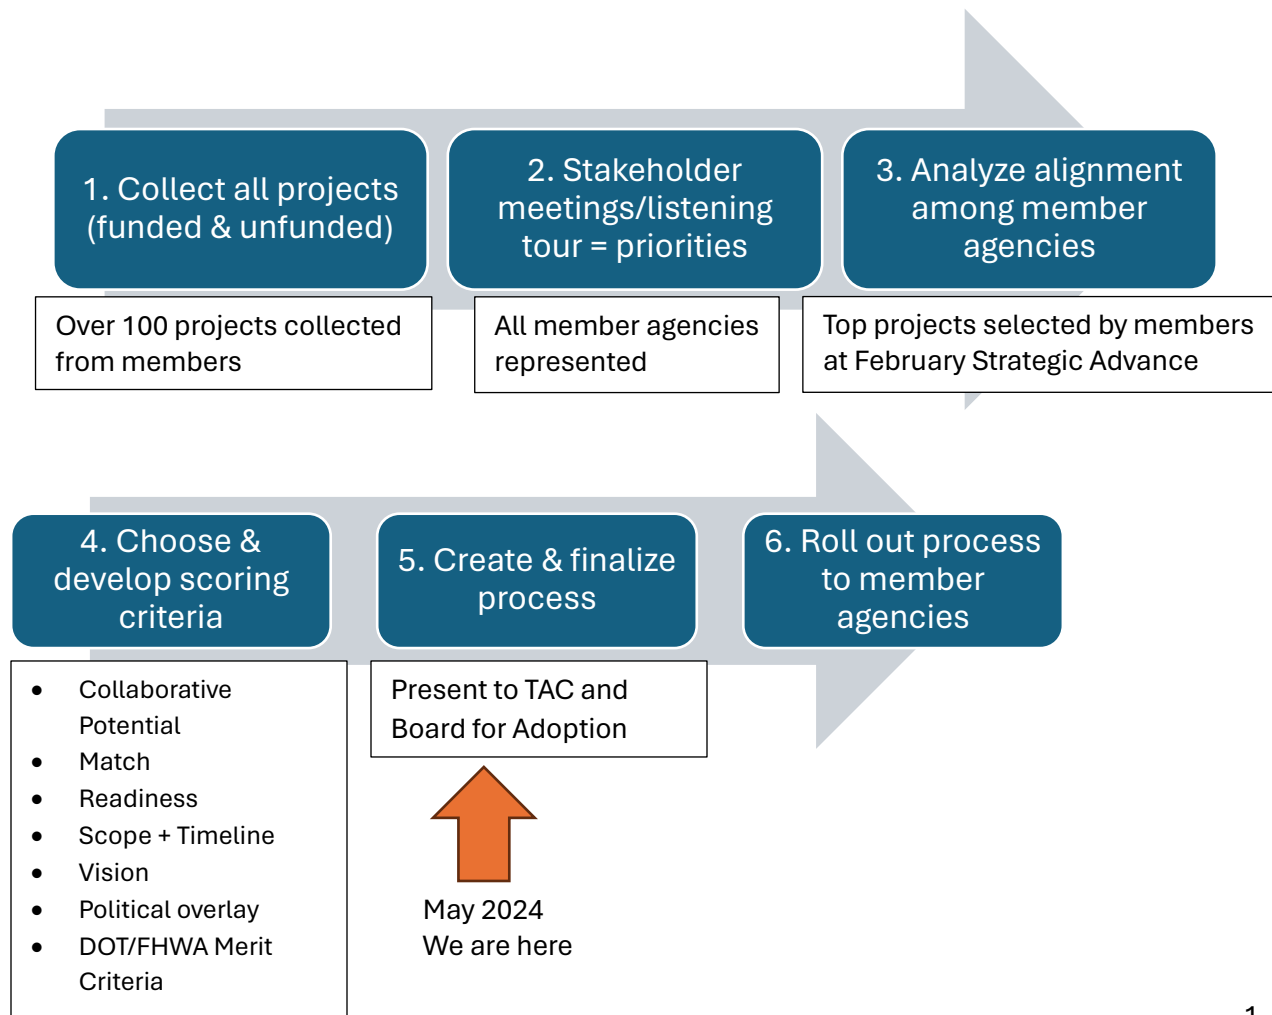 1. Collect all projects
(funded & unfunded)
2. Stakeholder
meetings/listening
tour = priorities
3. Analyze alignment
among member
agencies
Over 100 projects collected
from members
All member agencies
represented
Top projects selected by members
at February Strategic Advance
4. Choose &
develop scoring
criteria
5. Create & finalize
process
6. Roll out process
to member
agencies
• Collaborative
Potential
• Match
• Readiness
• Scope + Timeline
• Vision
• Political overlay
• DOT/FHWA Merit
Criteria
Present to TAC and
Board for Adoption
May 2024
We are here
1